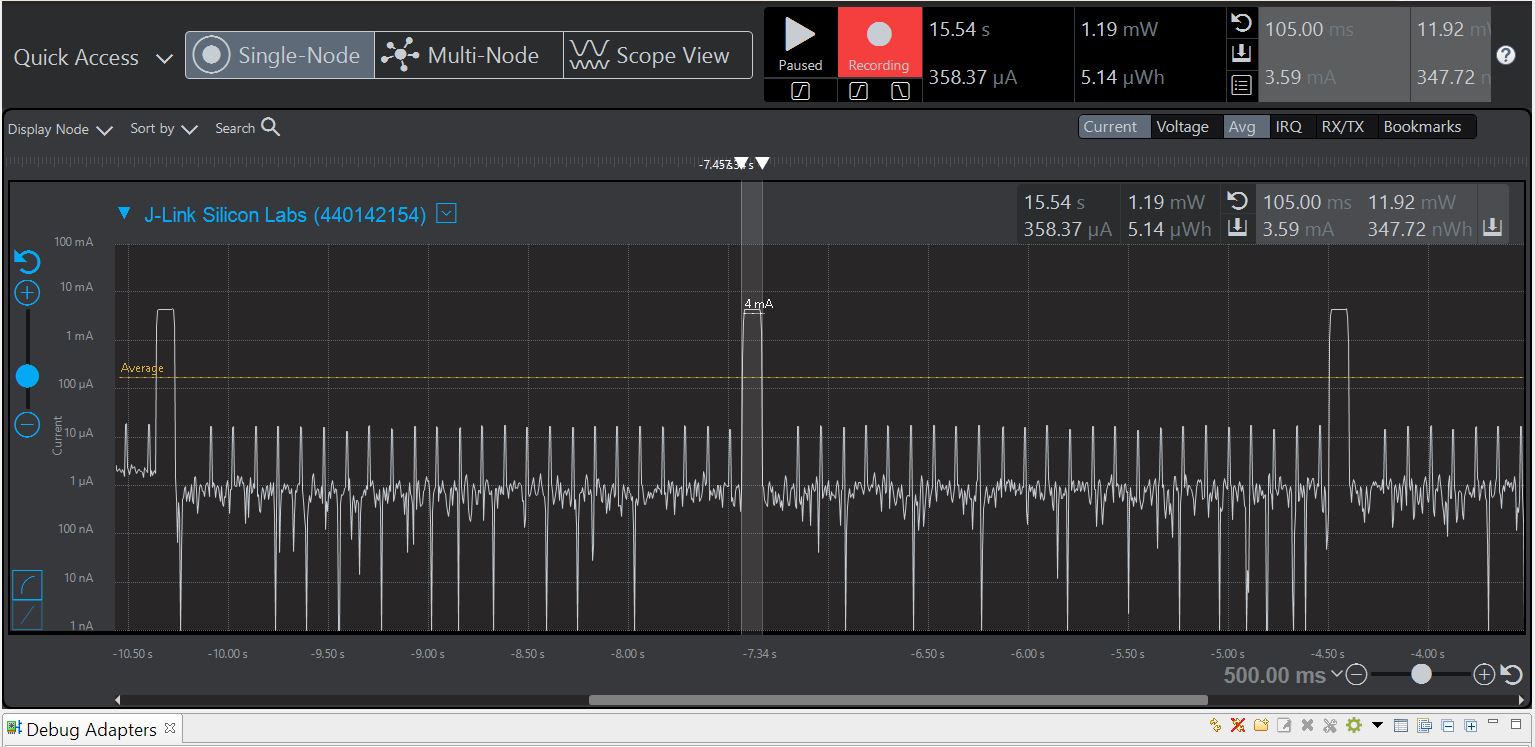 Quick Access
Single-Node
Multi-Node
Scope View
Paused
Recording
15.54 s
358.37 µA
1.19 mW
5.14 µWh
105.00 ms
3.59 mA
11.92 mW
347.72 n
Display Node
Sort by
Search
Current
Voltage
Avg
IRQ
RX/TX
Bookmarks
J-Link Silicon Labs (440142154)
15.54 s
358.37 µA
1.19 mW
5.14 µWh
105.00 ms
3.59 mA
11.92 mW
347.72 nWh
100 mA
10 mA
1 mA
100 µA
10 µA
1 µA
100 nA
10 nA
1 nA
Current
Average
4 mA
-10.50 s
-10.00 s
-9.50 s
-9.00 s
-8.50 s
-8.00 s
-7.34 s
-6.50 s
-6.00 s
-5.50 s
-5.00 s
-4.50 s
-4.00 s
500.00 ms
Debug Adapters